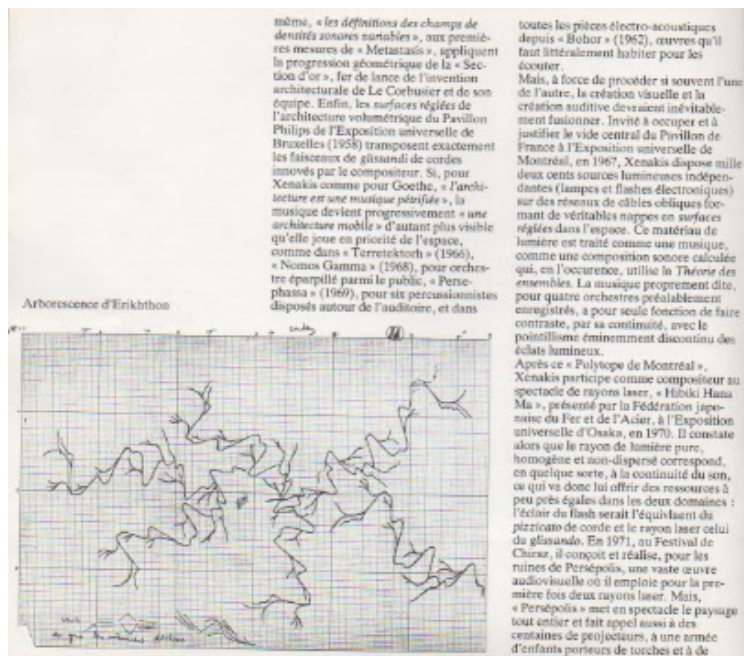 même, « les définitions des champs de
densités sonores variables », aux premiè-
res mesures de « Metastasis », appliquent
la progression géométrique de la « Sec-
tion d'or », fer de lance de l'invention
architecturale de Le Corbusier et de son
équipe. Enfin, les surfaces réglées de
l'architecture volumétrique du Pavillon
Philips de l'Exposition universelle de
Bruxelles (1958) transposent exactement
les faisceaux de glissandi de cordes
innovés par le compositeur. Si, pour
Xenakis comme pour Goethe, « l'archi-
tecture est une musique pétrifiée », la
musique devient progressivement « une
architecture mobile » d'autant plus visible
qu'elle joue en priorité de l'espace,
comme dans « Terretektorh » (1966),
« Nomos Gamma » (1968), pour orches-
tre éparpillé parmi le public, « Perse-
phassa » (1969), pour six percussionnistes
disposés autour de l'auditoire, et dans
toutes les pièces électro-acoustiques
depuis « Bohor » (1962), œuvres qu'il
faut littéralement habiter pour les
écouter.
Mais, à force de procéder si souvent l'une
de l'autre, la création visuelle et la
création auditive devraient inévitable-
ment fusionner. Invité à occuper et à
justifier le vide central du Pavillon de
France à l'Exposition universelle de
Montréal, en 1967, Xenakis dispose mille
deux cents sources lumineuses indépen-
dantes (lampes et flashes électroniques)
sur des réseaux de câbles obliques for-
mant de véritables nappes en surfaces
réglées dans l'espace. Ce matériau de
lumière est traité comme une musique,
comme une composition sonore calculée
qui, en l'occurence, utilise la Théorie des
ensembles. La musique proprement dite,
pour quatre orchestres préalablement
enregistrés, a pour seule fonction de faire
contraste, par sa continuité, avec le
pointillisme éminemment discontinu des
éclats lumineux.
Après ce « Polytope de Montréal »,
Xenakis participe comme compositeur au
spectacle de rayons laser, « Hibiki Hana
Ma », présenté par la Fédération japo-
naise du Fer et de l'Acier, à l'Exposition
universelle d'Osaka, en 1970. Il constate
alors que le rayon de lumière pure,
homogène et non-dispersé correspond,
en quelque sorte, à la continuité du son,
ce qui va donc lui offrir des ressources à
peu près égales dans les deux domaines :
l'éclair du flash serait l'équivalent du
pizzicato de corde et le rayon laser celui
du glissando. En 1971, au Festival de
Chiraz, il conçoit et réalise, pour les
ruines de Persépolis, une vaste œuvre
audiovisuelle où il emploie pour la pre-
mière fois deux rayons laser. Mais,
« Persépolis » met en spectacle le paysage
tout entier et fait appel aussi à des
centaines de projecteurs, à une armée
d'enfants porteurs de torches et à de
Arborescence d'Erikhthon